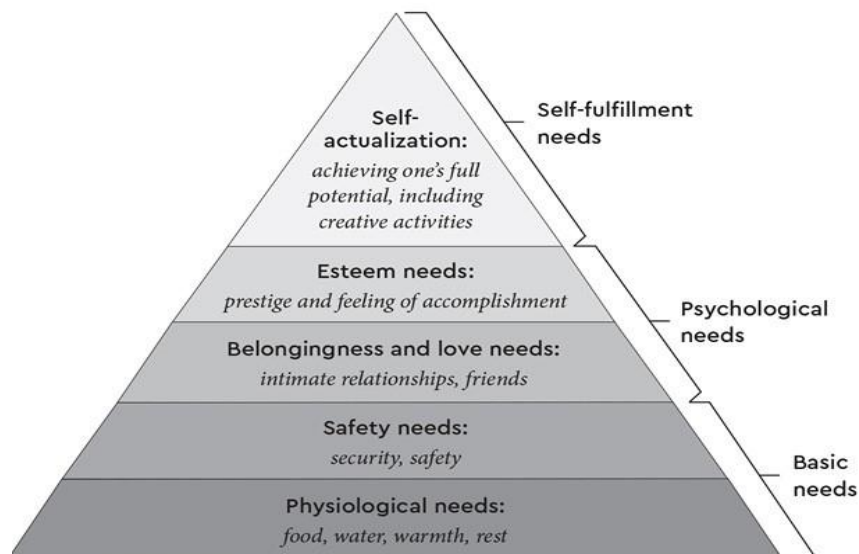 Self-
actualization:
achieving one's full
potential, including
creative activities
Self-fulfillment
needs
Esteem needs:
prestige and feeling of accomplishment
Belongingness and love needs:
intimate relationships, friends
Psychological
needs
Safety needs:
security, safety
Physiological needs:
food, water, warmth, rest
Basic
needs